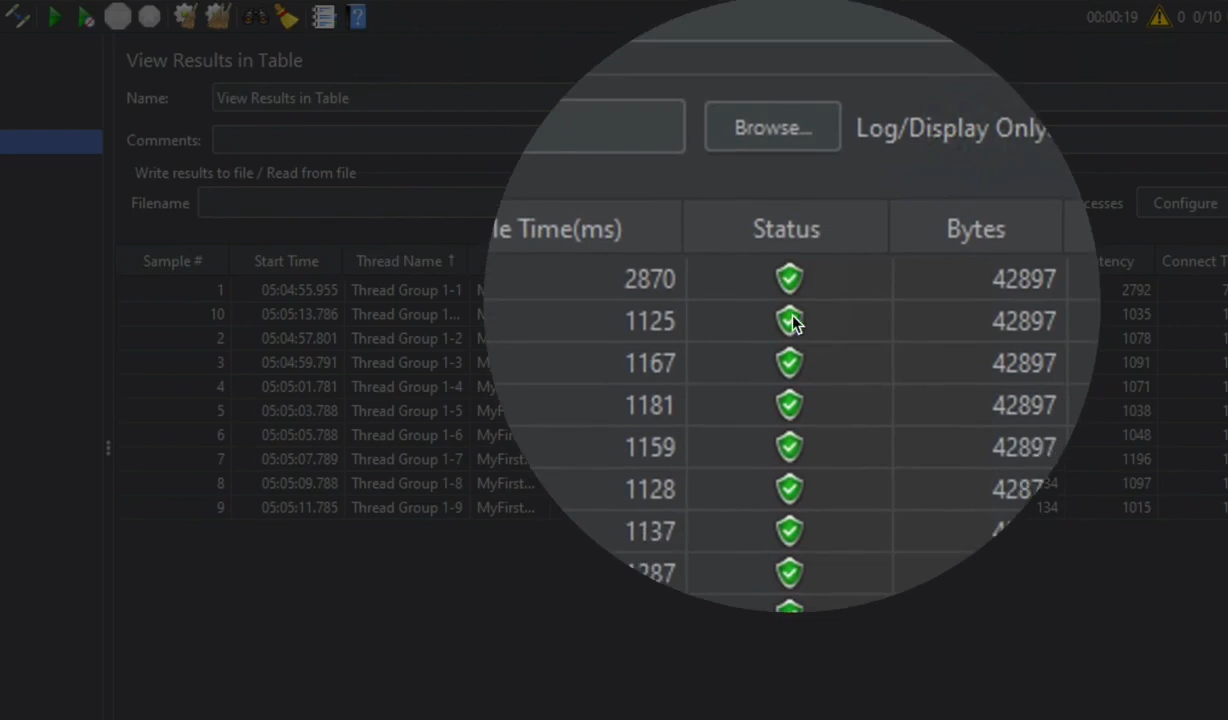 00:00:19 0 0/10
View Results in Table
Name: View Results in Table
Comments:
Write results to file / Read from file
Filename Browse... Log/Display Only: cesses Configure
Sample # Start Time Thread Name ↑ le Time(ms) Status Bytes tency Connect T
1 05:04:55.955 Thread Group 1-1 2870 42897 2792
10 05:05:13.786 Thread Group 1... 1125 42897 1035
2 05:04:57.801 Thread Group 1-2 1167 42897 1078
3 05:04:59.791 Thread Group 1-3 1181 42897 1091
4 05:05:01.781 Thread Group 1-4 1159 42897 1071
5 05:05:03.788 Thread Group 1-5 1128 4287 1038
6 05:05:05.788 Thread Group 1-6 MyFir 1137 1048
7 05:05:07.789 Thread Group 1-7 MyFirst... 1287 1196
8 05:05:09.788 Thread Group 1-8 MyFirst... 34 1097
9 05:05:11.785 Thread Group 1-9 MyFirst... 134 1015